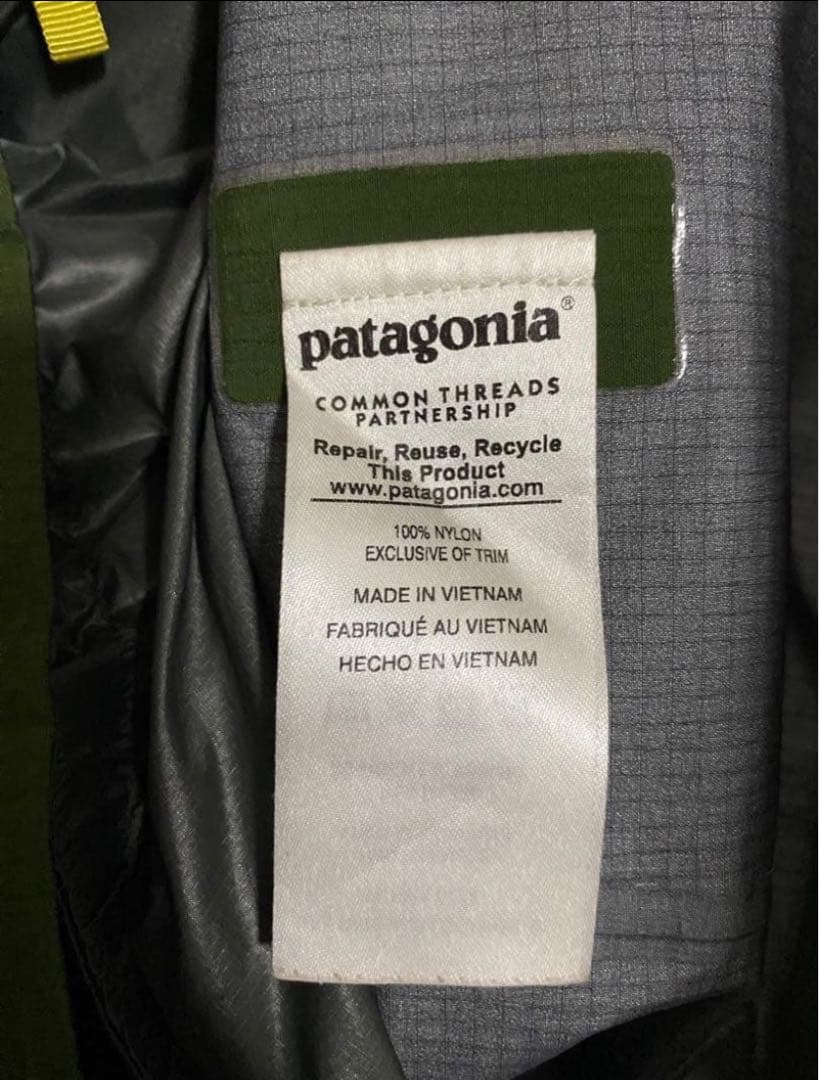 patagonia®
COMMON THREADS
PARTNERSHIP
Repair, Reuse, Recycle
This Product
www.patagonia.com
100% NYLON
EXCLUSIVE OF TRIM
MADE IN VIETNAM
FABRIQUÉ AU VIETNAM
HECHO EN VIETNAM